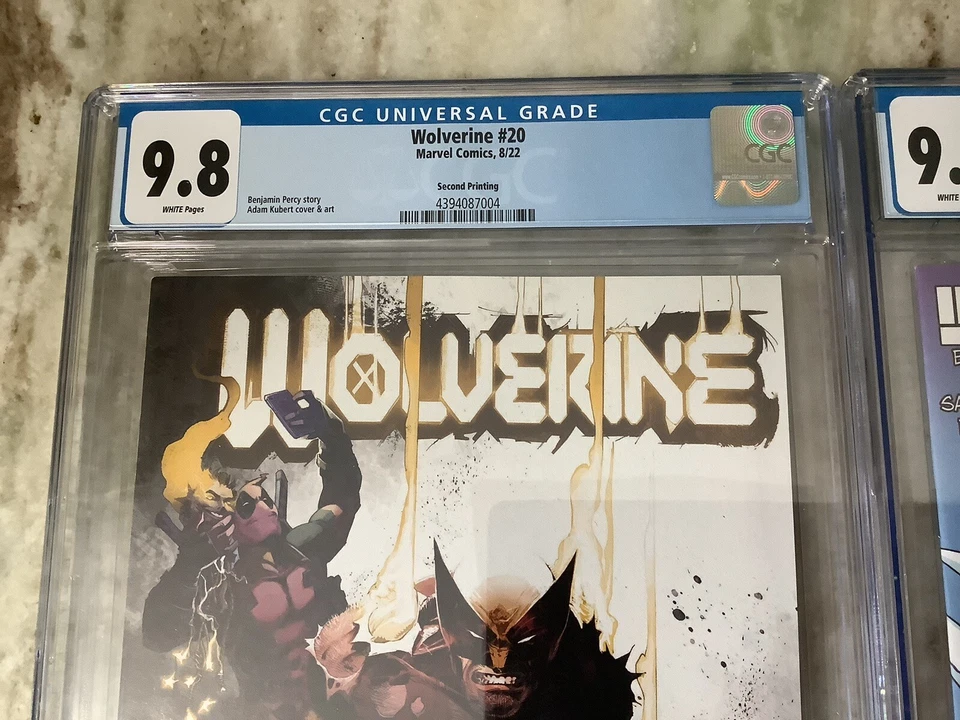 CGC UNIVERSAL GRADE
Wolverine #20
Marvel Comics, 8/22
9.8
WHITE Pages
Second Printing
Benjamin Percy story
Adam Kubert cover & art
4394087004
CGC
WOLVERINE
9.
WHITE